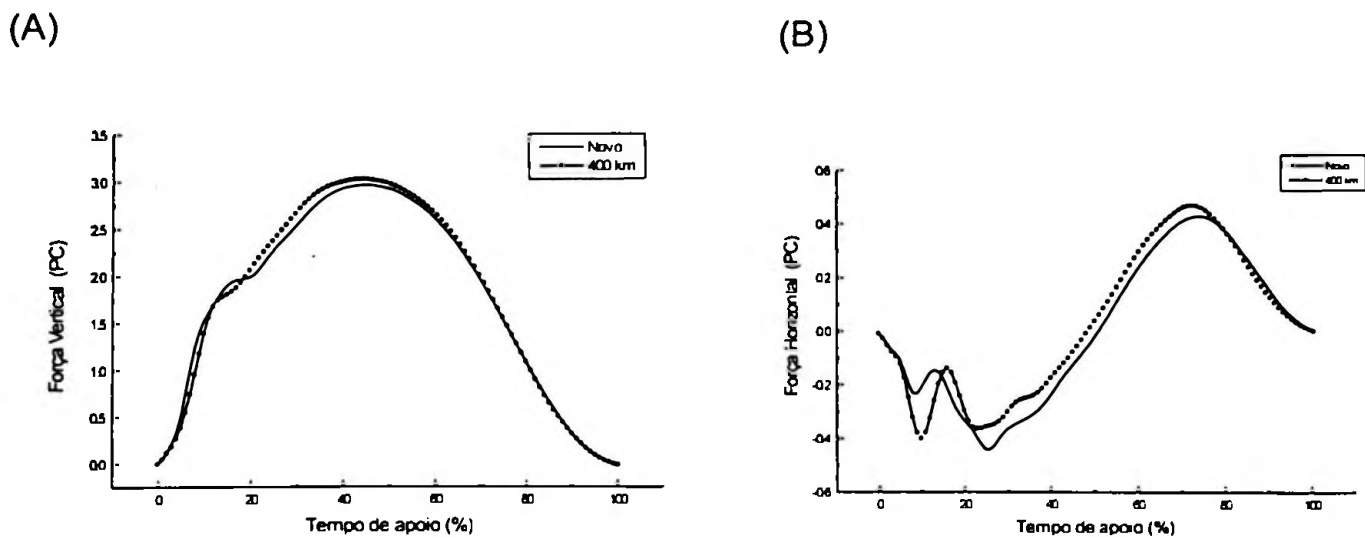 (A)
(B)
Novo
400 km
Força Vertical (PC)
3.5
3.0
2.5
2.0
1.5
1.0
0.5
0.0
0
20
40
60
80
100
Tempo de apoio (%)
Novo
400 km
Força Horizontal (PC)
0.6
0.4
0.2
0.0
-0.2
-0.4
-0.6
0
20
40
60
80
100
Tempo de apoio (%)